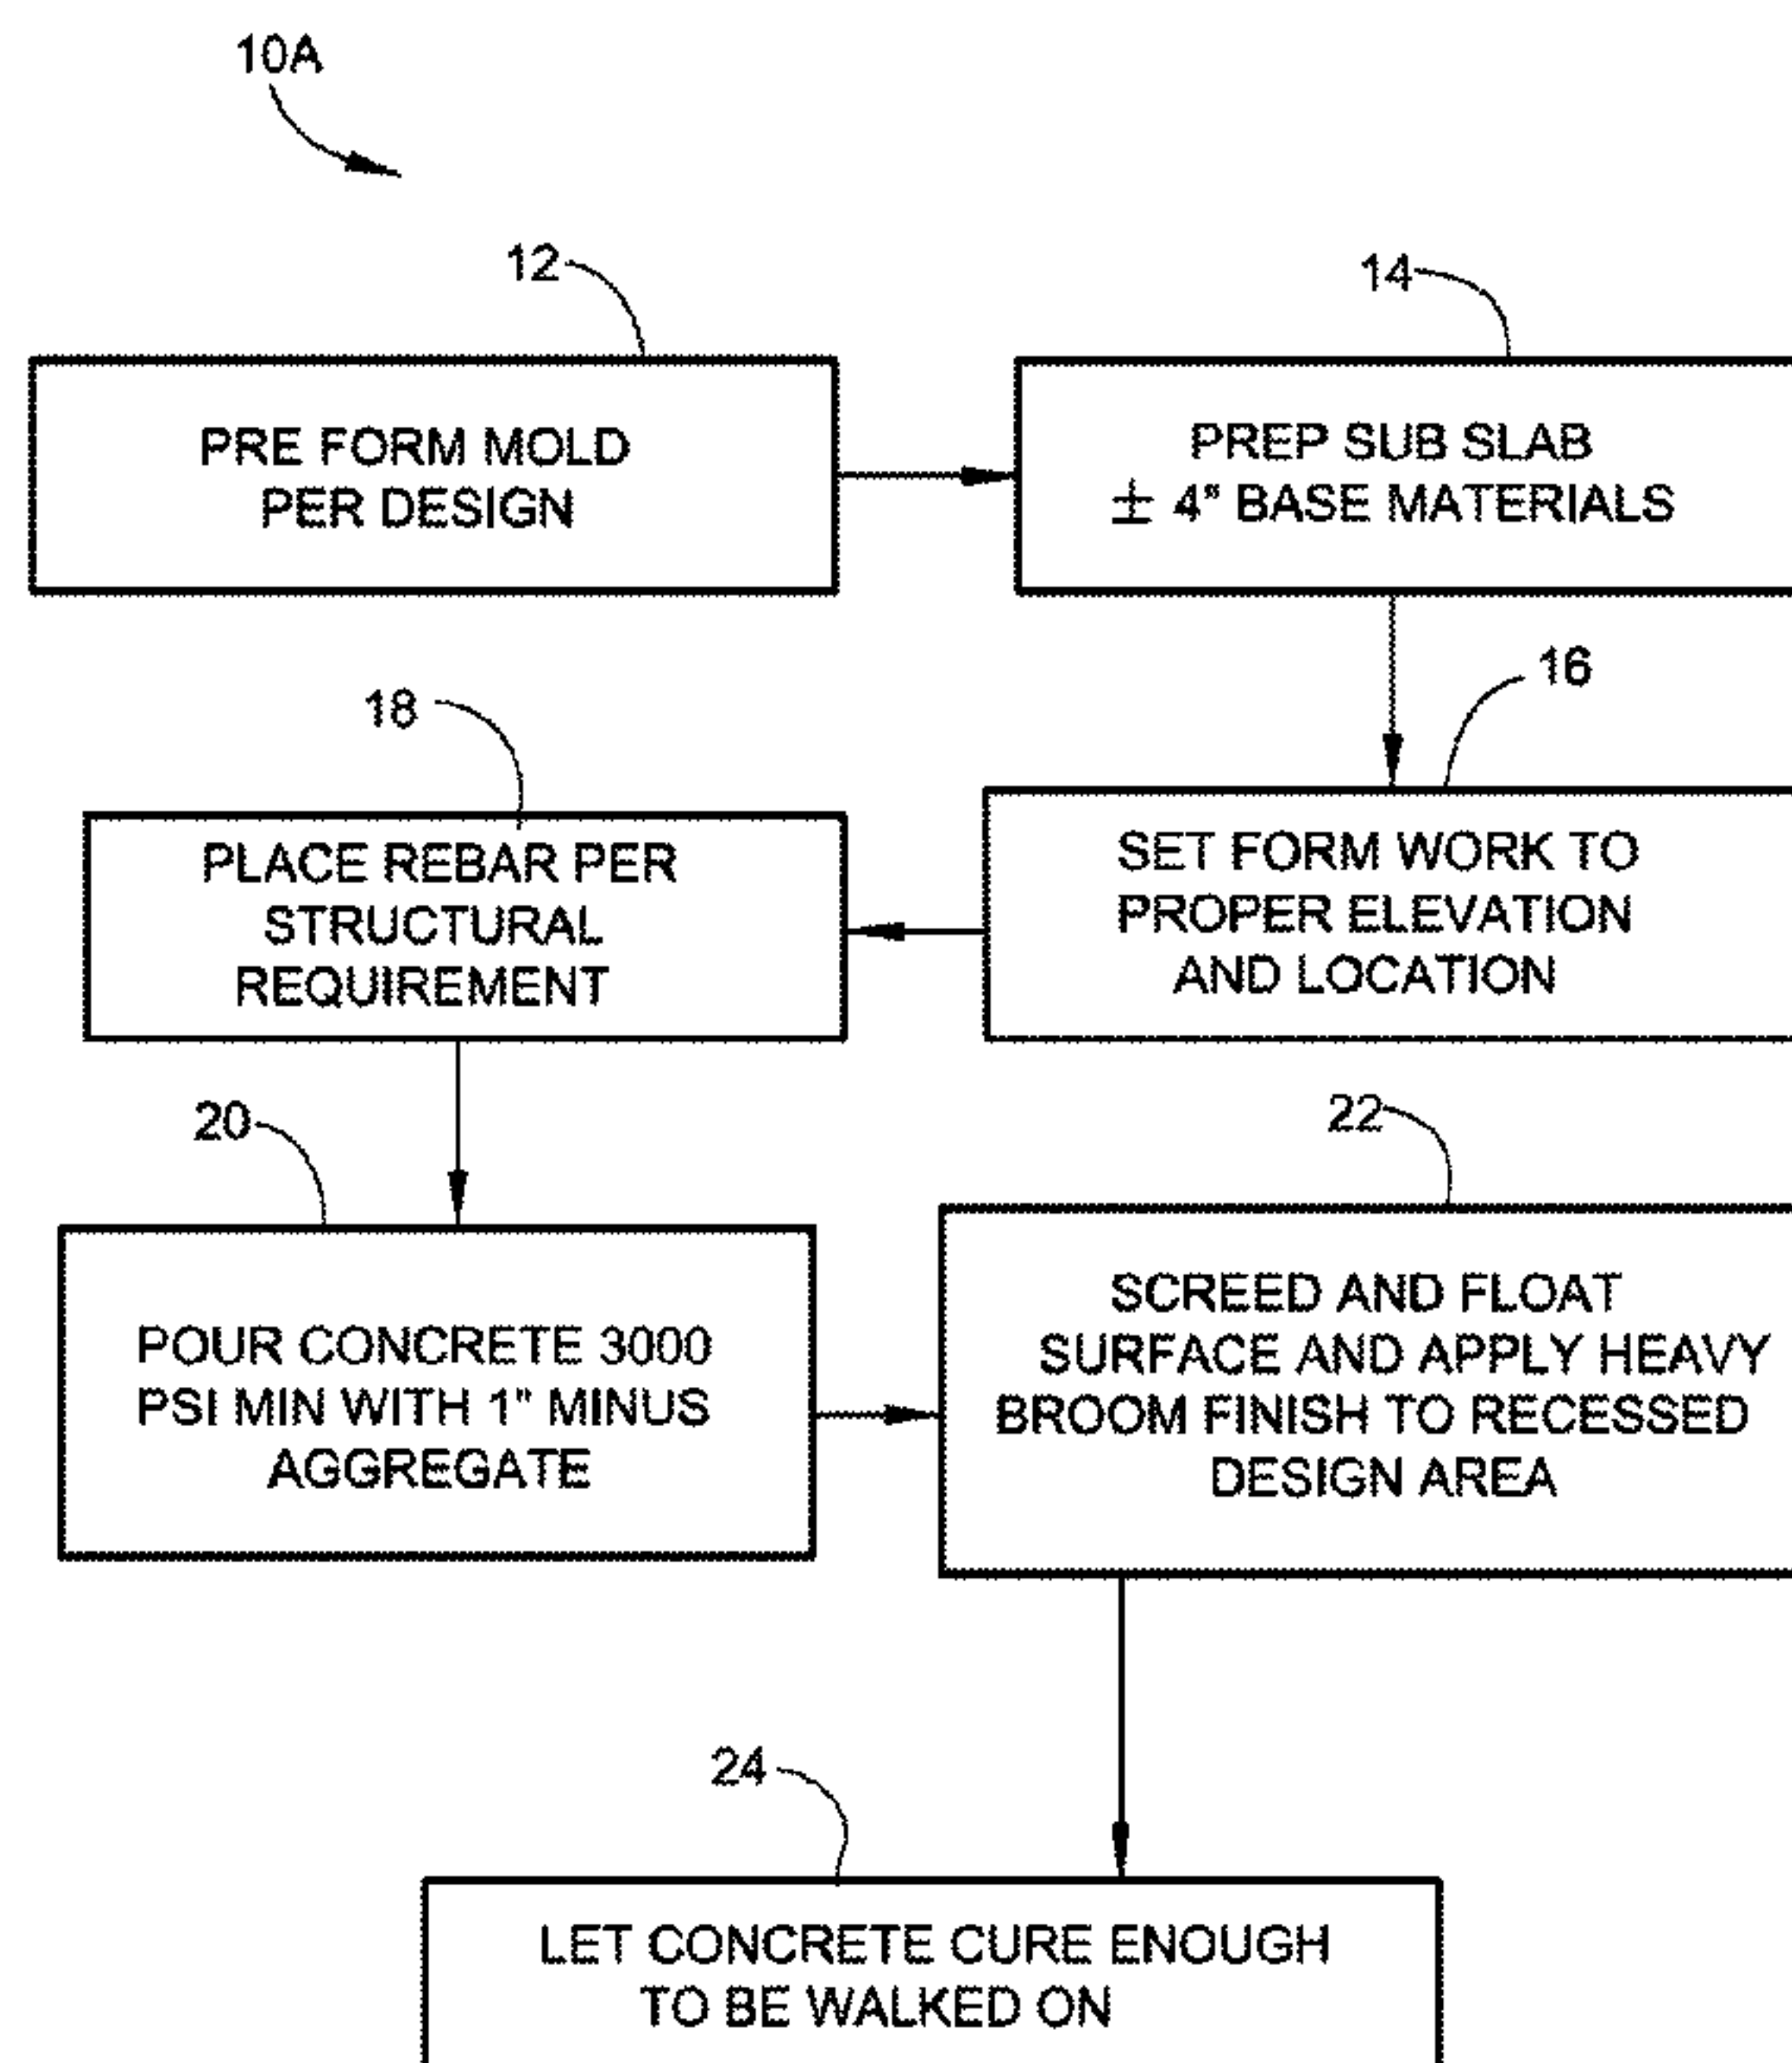 10A
12
PRE FORM MOLD
PER DESIGN
14
PREP SUB SLAB
± 4" BASE MATERIALS
16
SET FORM WORK TO
PROPER ELEVATION
AND LOCATION
18
PLACE REBAR PER
STRUCTURAL
REQUIREMENT
20
POUR CONCRETE 3000
PSI MIN WITH 1" MINUS
AGGREGATE
22
SCREED AND FLOAT
SURFACE AND APPLY HEAVY
BROOM FINISH TO RECESSED
DESIGN AREA
24
LET CONCRETE CURE ENOUGH
TO BE WALKED ON